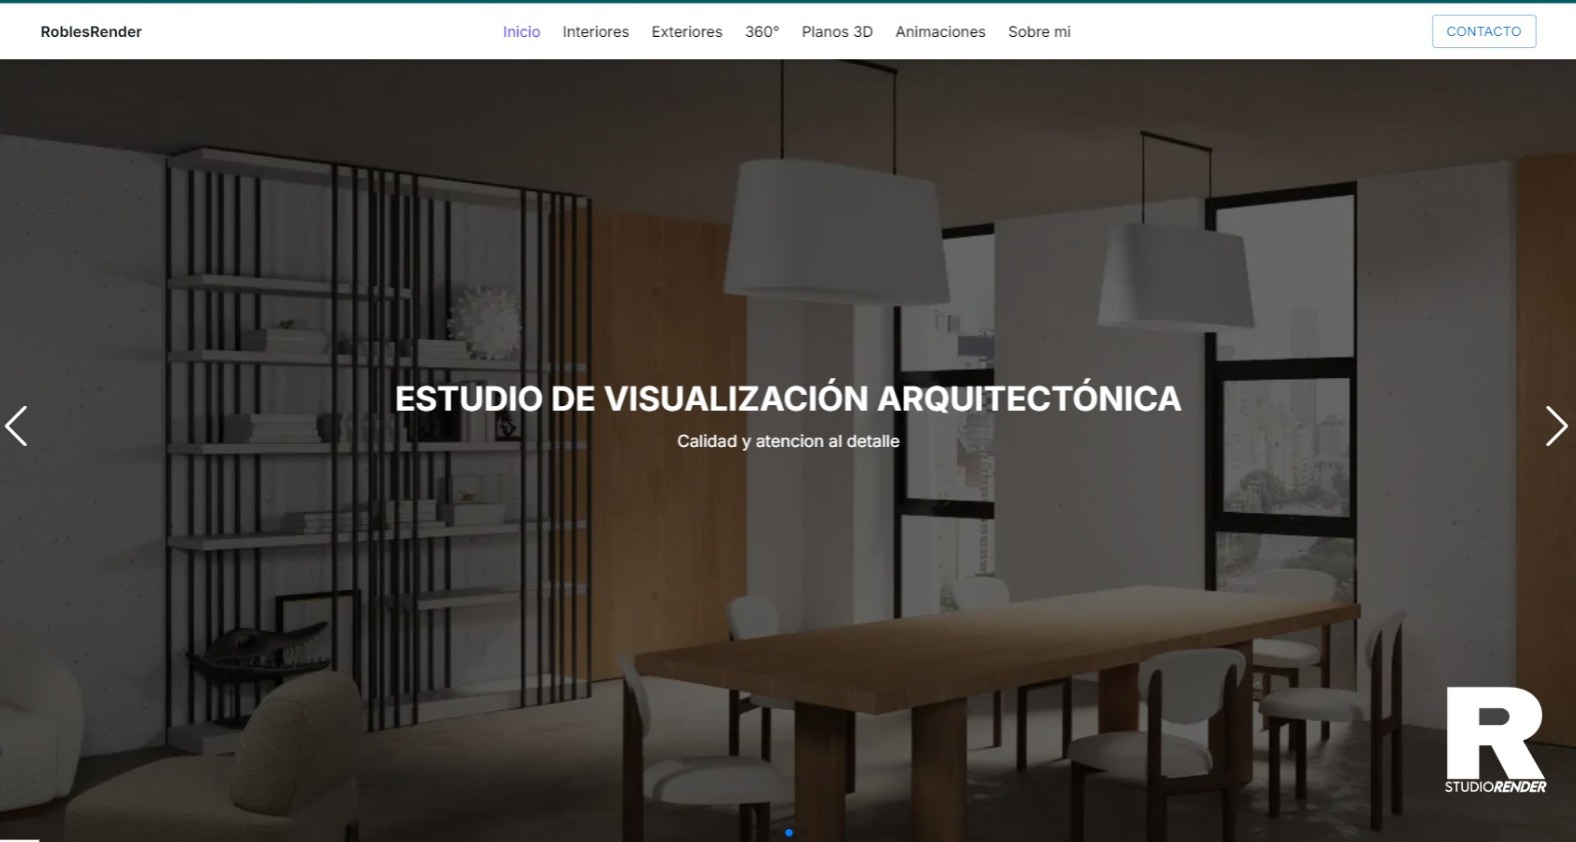 RoblesRender
Inicio Interiores Exteriores 360° Planos 3D Animaciones Sobre mi
CONTACTO
ESTUDIO DE VISUALIZACIÓN ARQUITECTÓNICA
Calidad y atencion al detalle
R
STUDIORENDER